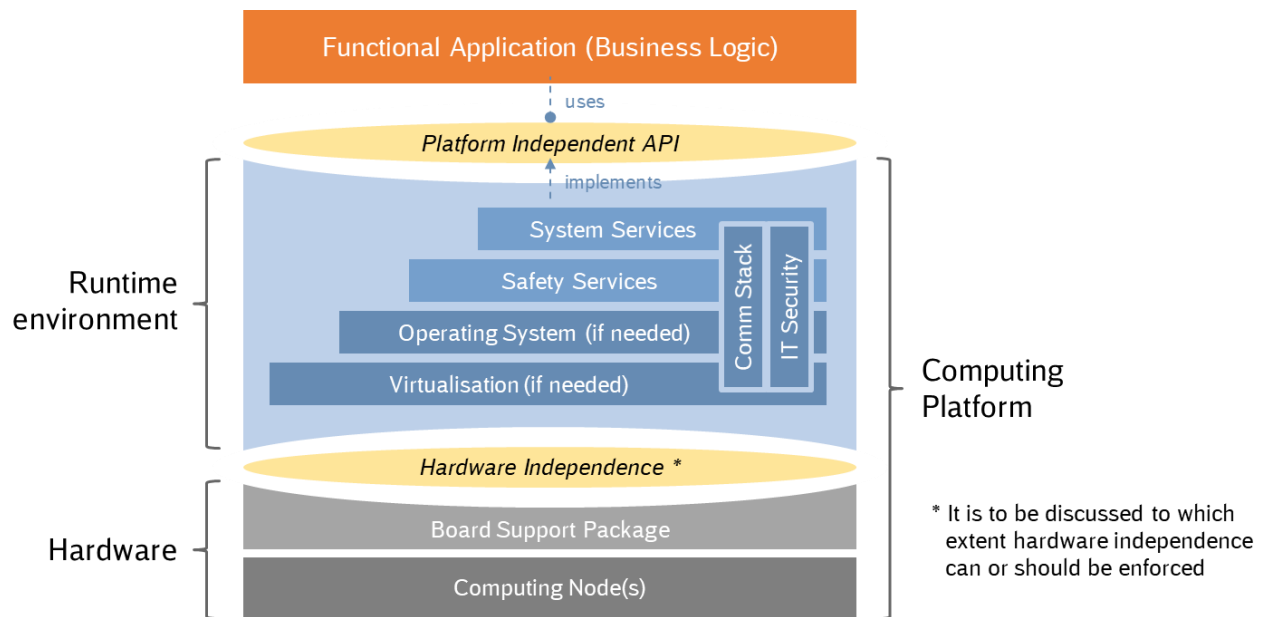 Functional Application (Business Logic)
uses
Platform Independent API
implements
System Services
Safety Services
Operating System (if needed)
Virtualisation (if needed)
Comm Stack
IT Security
Runtime
environment
Computing
Platform
Hardware Independence *
Board Support Package
Computing Node(s)
Hardware
* It is to be discussed to which
extent hardware independence
can or should be enforced